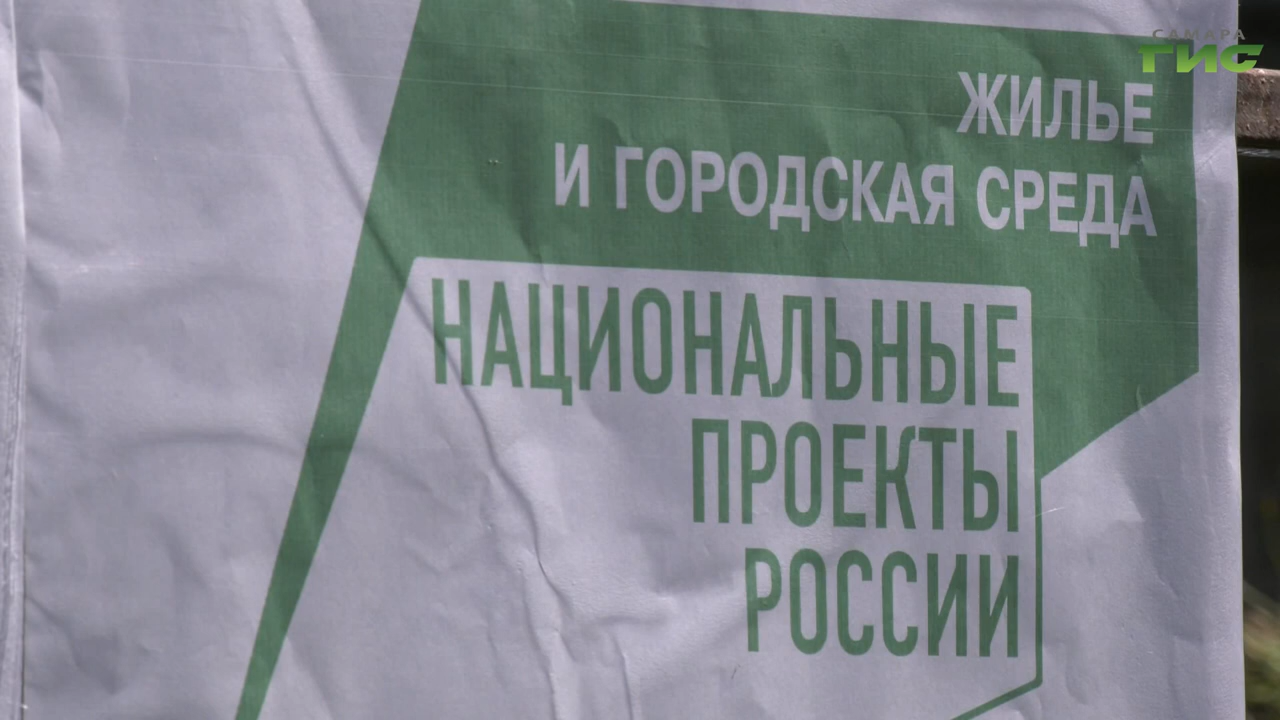 САМАРА
ГИС
ЖИЛЬЕ
И ГОРОДСКАЯ СРЕДА
НАЦИОНАЛЬНЫЕ
ПРОЕКТЫ
РОССИИ